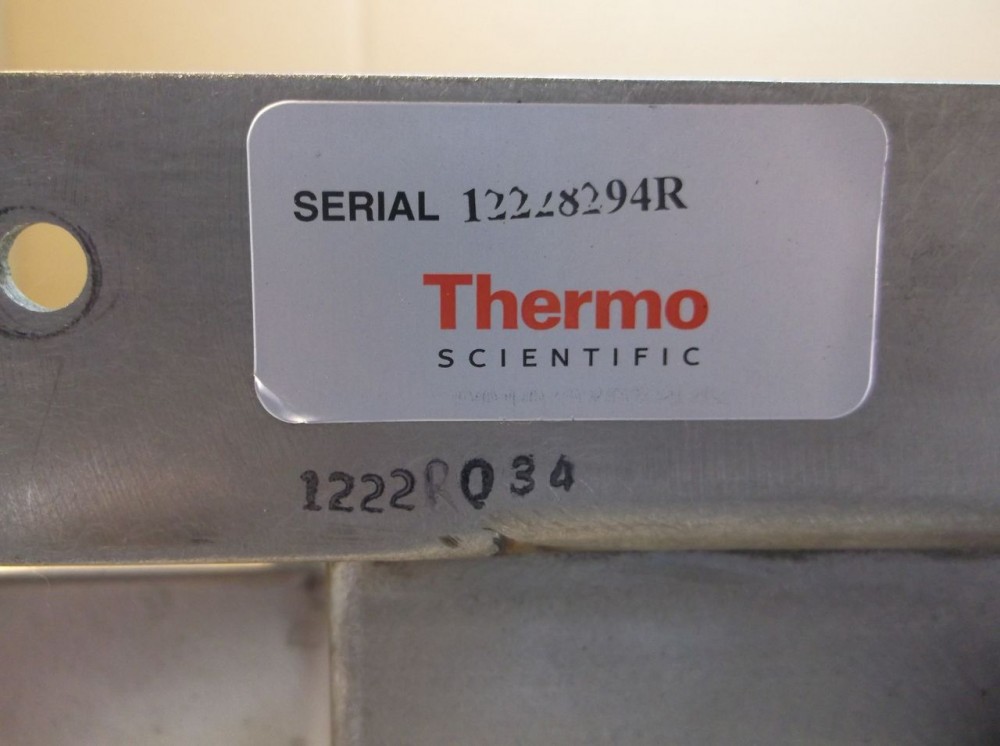 SERIAL 12228294R
Thermo
SCIENTIFIC
1222R034